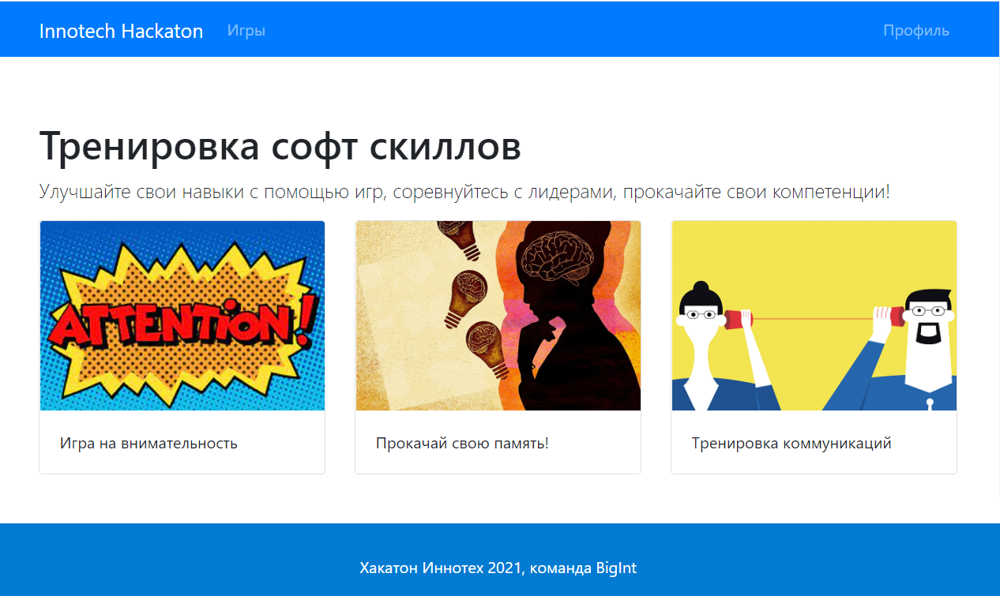 Innotech Hackaton
Игры
Профиль
Тренировка софт скиллов
Улучшайте свои навыки с помощью игр, соревнуйтесь с лидерами, прокачайте свои компетенции!
ATTENTiON!
Игра на внимательность
Прокачай свою память!
Тренировка коммуникаций
Хакатон Иннотех 2021, команда BigInt